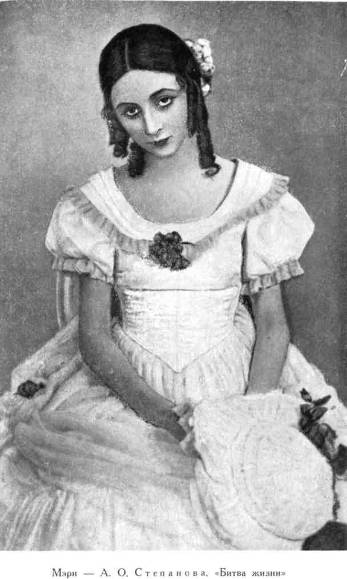 Мэри — А. О. Степанова. «Битва жизни»